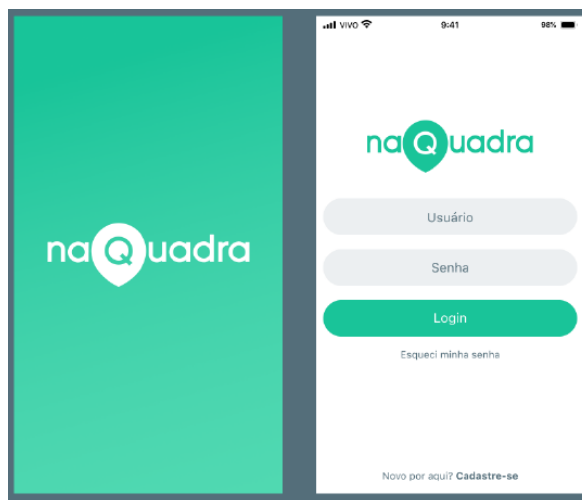 naQuadra
VIVO 9:41 98%
naQuadra
Usuário
Senha
Login
Esqueci minha senha
Novo por aqui? Cadastre-se